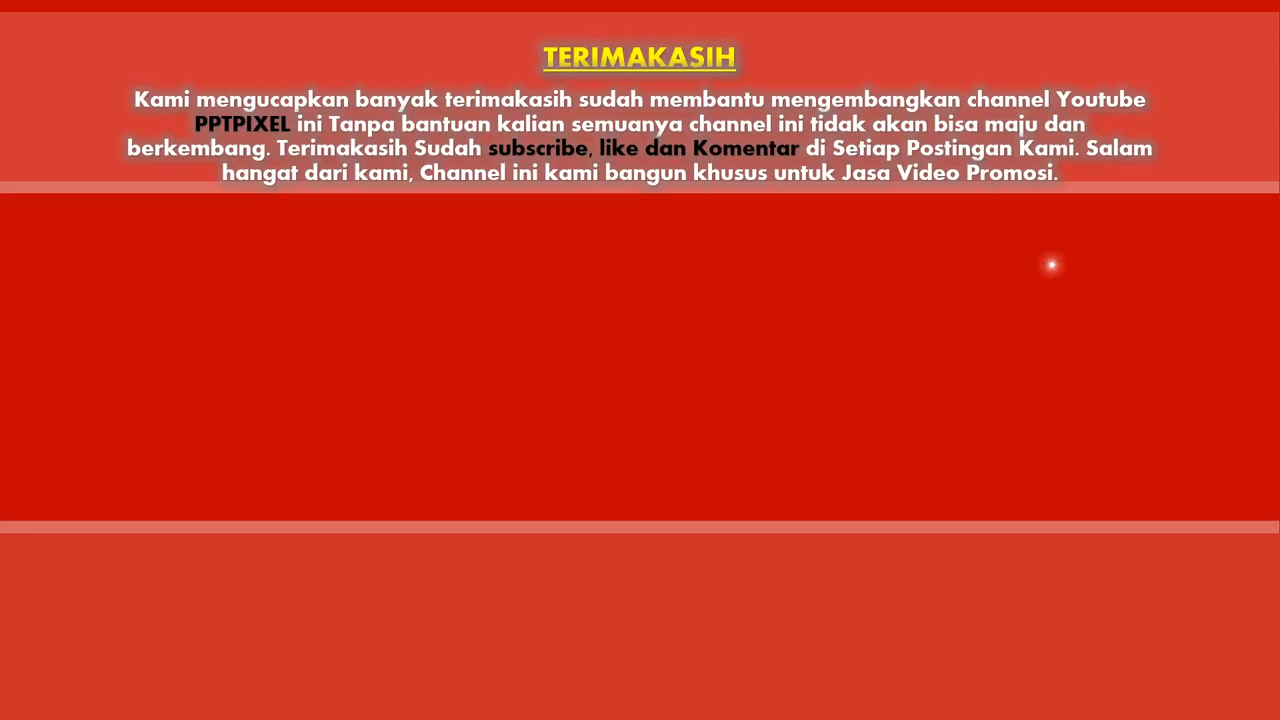 TERIMAKASIH
Kami mengucapkan banyak terimakasih sudah membantu mengembangkan channel Youtube
PPTPIXEL ini Tanpa bantuan kalian semuanya channel ini tidak akan bisa maju dan
berkembang. Terimakasih Sudah subscribe, like dan Komentar di Setiap Postingan Kami. Salam
hangat dari kami, Channel ini kami bangun khusus untuk Jasa Video Promosi.